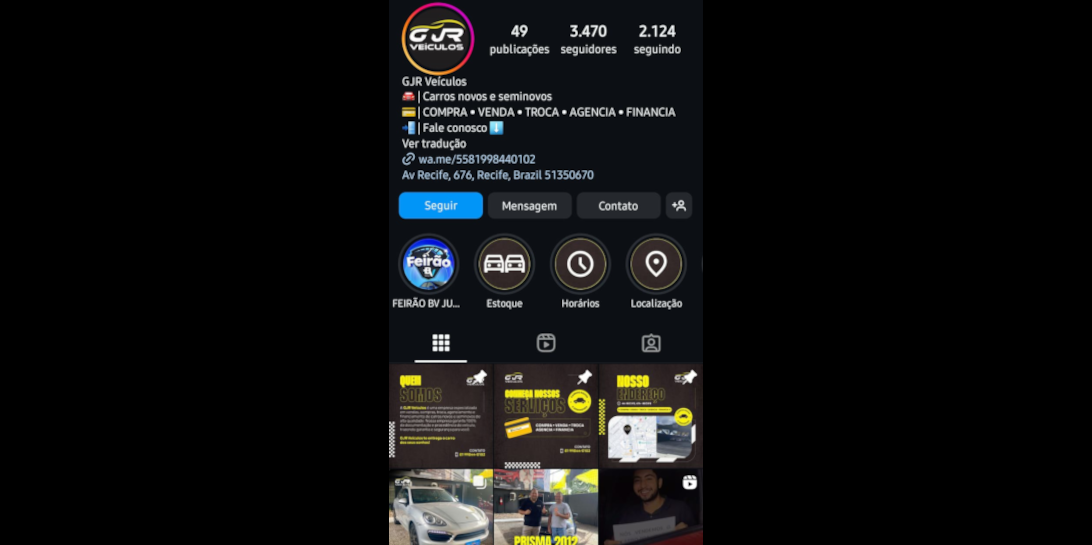 GJR
VEÍCULOS
49 3.470 2.124
publicações seguidores seguindo
GJR Veículos
| Carros novos e seminovos
| COMPRA • VENDA • TROCA • AGENCIA • FINANCIA
| Fale conosco
Ver tradução
wa.me/5581998440102
Av Recife, 676, Recife, Brazil 51350670
Seguir Mensagem Contato
Feirão
BV
FEIRÃO BV JU... Estoque Horários Localização
QUEM
SOMOS
GJR
CONHEÇA NOSSOS
SERVIÇOS
COMPRA • VENDA • TROCA
AGENCIA • FINANCIA
NOSSO
ENDEREÇO
PRISMA 2012